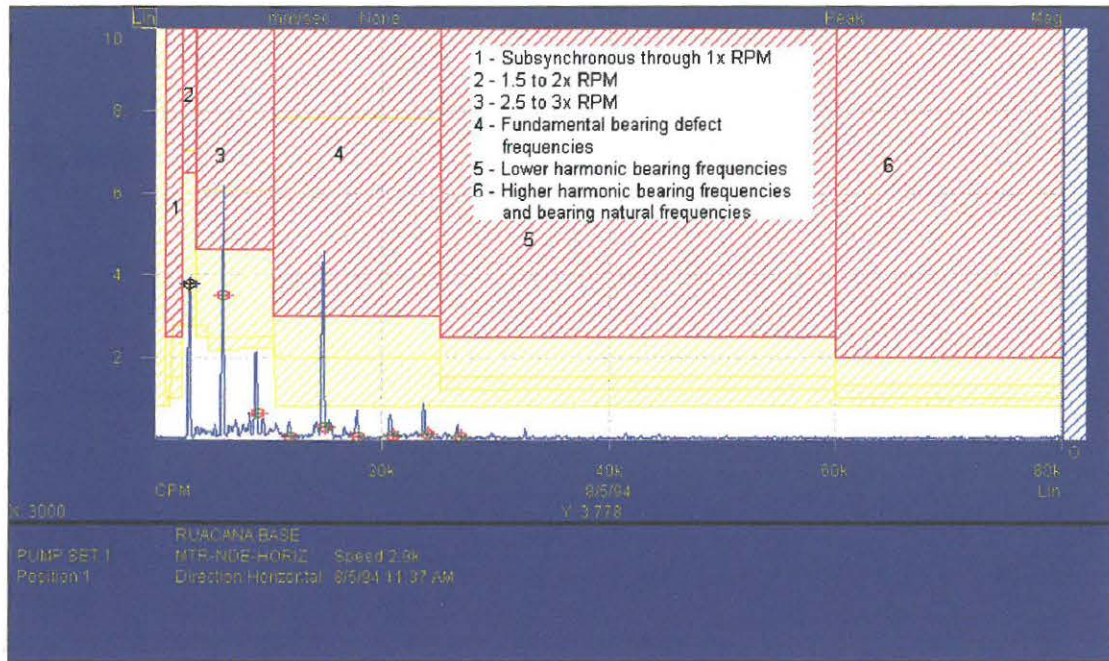 Lin mm/sec None Peak Mag
10
1 - Subsynchronous through 1x RPM
2 - 1.5 to 2x RPM
3 - 2.5 to 3x RPM
4 - Fundamental bearing defect
frequencies
5 - Lower harmonic bearing frequencies
6 - Higher harmonic bearing frequencies
and bearing natural frequencies
8
2
3
4
6
6
1
5
4
2
20k 40k 60k 80k
CPM 8/5/94 Lin
X: 3000 Y: 3.778
RUACANA BASE
PUMP SET 1 MTR-NDE-HORIZ Speed 2.9k
Position 1 Direction Horizontal 8/5/94 11:37 AM